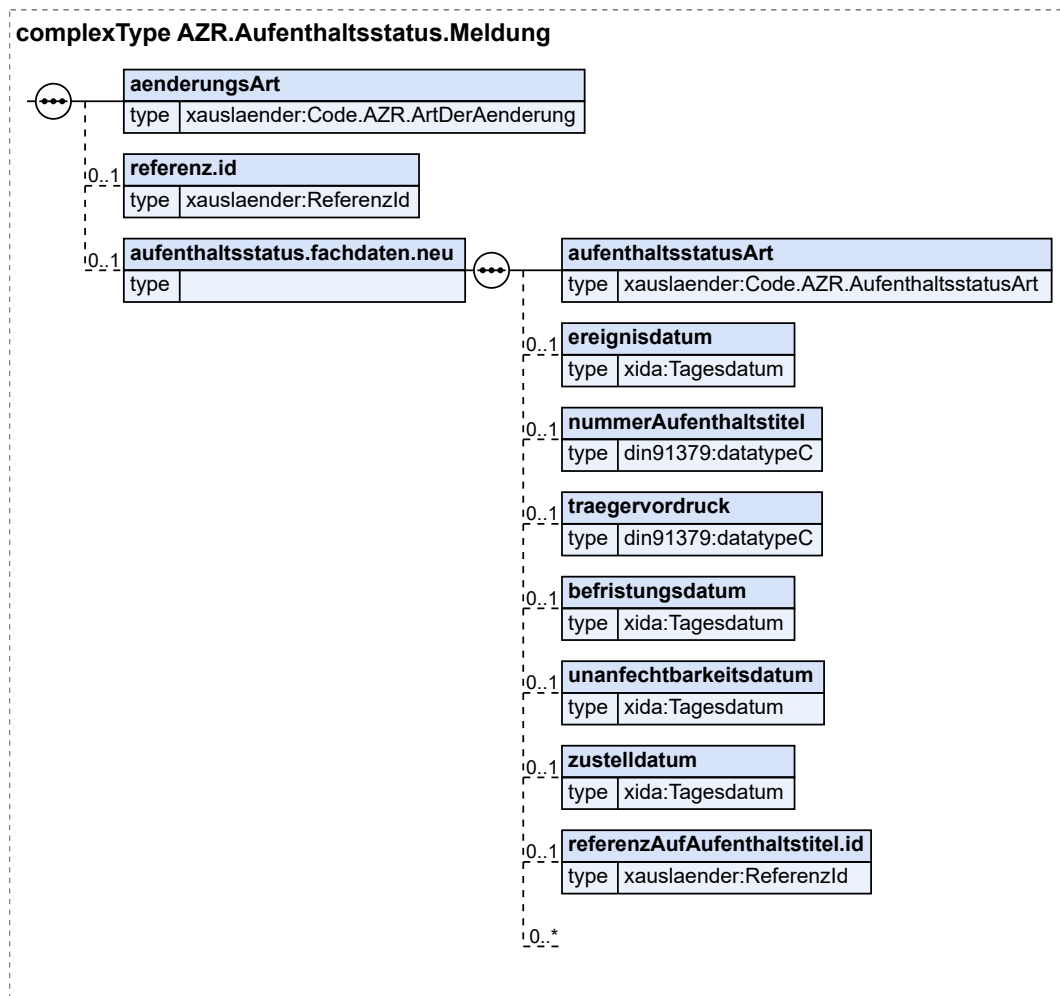 complexType AZR.Aufenthaltsstatus.Meldung
aenderungsArt
type xauslaender:Code.AZR.ArtDerAenderung
0..1 referenz.id
type xauslaender:ReferenzId
0..1 aufenthaltsstatus.fachdaten.neu
type
aufenthaltsstatusArt
type xauslaender:Code.AZR.AufenthaltsstatusArt
0..1 ereignisdatum
type xida:Tagesdatum
0..1 nummerAufenthaltstitel
type din91379:datatypeC
0..1 traegervordruck
type din91379:datatypeC
0..1 befristungsdatum
type xida:Tagesdatum
0..1 unanfechtbarkeitsdatum
type xida:Tagesdatum
0..1 zustelldatum
type xida:Tagesdatum
0..1 referenzAufAufenthaltstitel.id
type xauslaender:ReferenzId
0..*